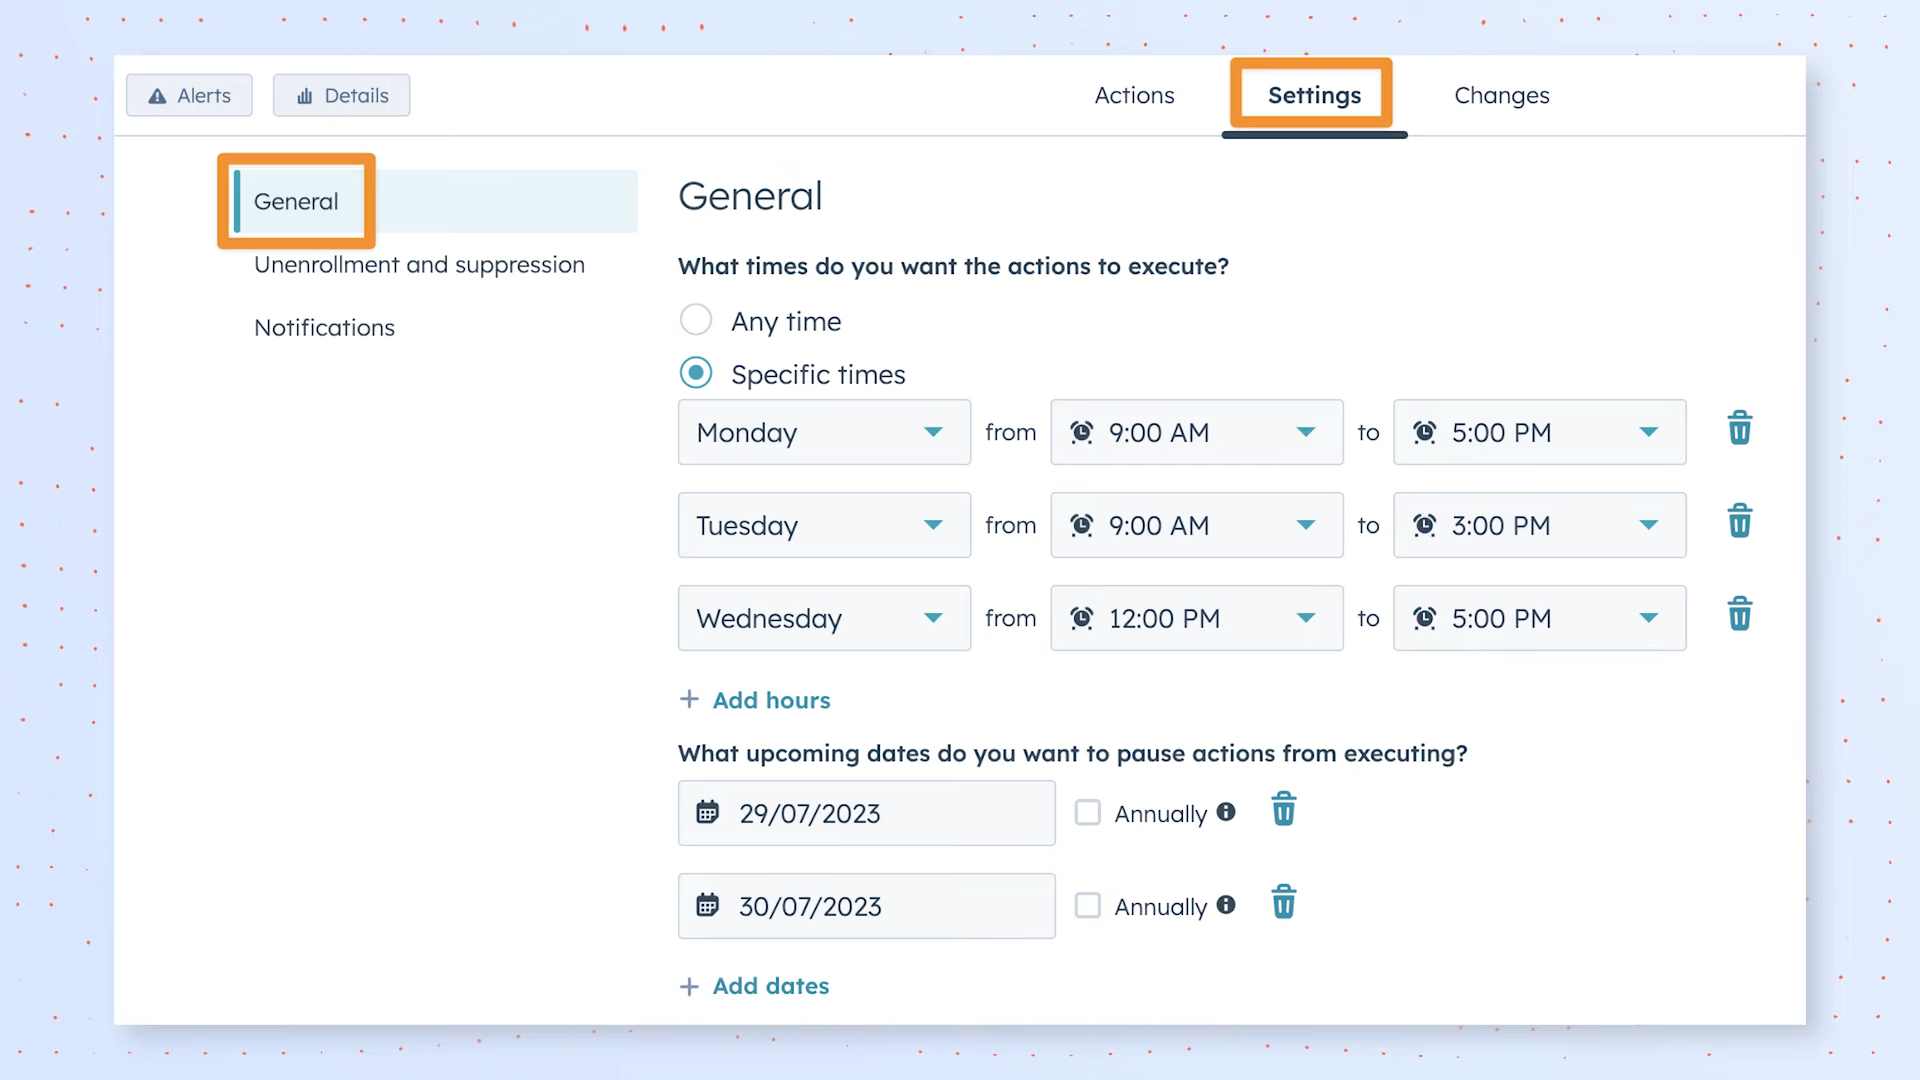 Alerts Details Actions Settings Changes
General
Unenrollment and suppression
Notifications
General
What times do you want the actions to execute?
Any time
Specific times
Monday from 9:00 AM to 5:00 PM
Tuesday from 9:00 AM to 3:00 PM
Wednesday from 12:00 PM to 5:00 PM
+ Add hours
What upcoming dates do you want to pause actions from executing?
29/07/2023 Annually
30/07/2023 Annually
+ Add dates